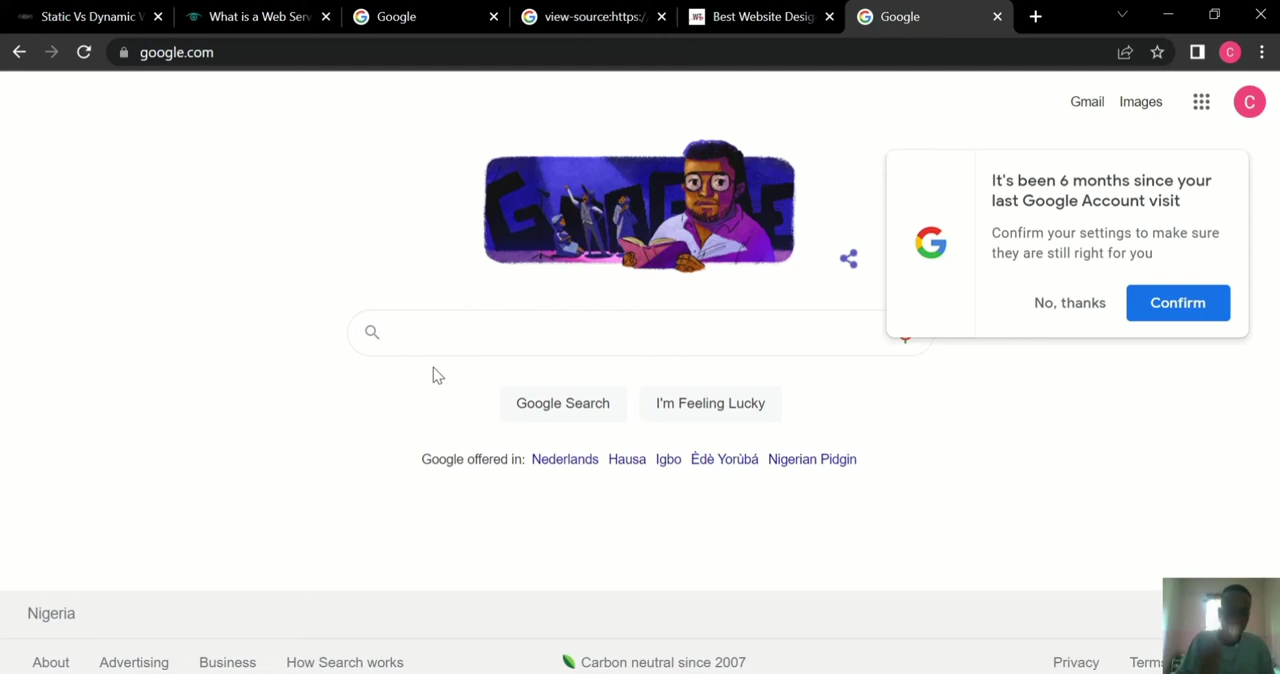 Static Vs Dynamic W
What is a Web Serv
Google
view-source:https:/
Best Website Desig
Google
google.com
C
Gmail
Images
C
It's been 6 months since your
last Google Account visit
Confirm your settings to make sure
they are still right for you
No, thanks
Confirm
Google Search
I'm Feeling Lucky
Google offered in: Nederlands Hausa Igbo Èdè Yorùbá Nigerian Pidgin
Nigeria
About
Advertising
Business
How Search works
Carbon neutral since 2007
Privacy
Terms